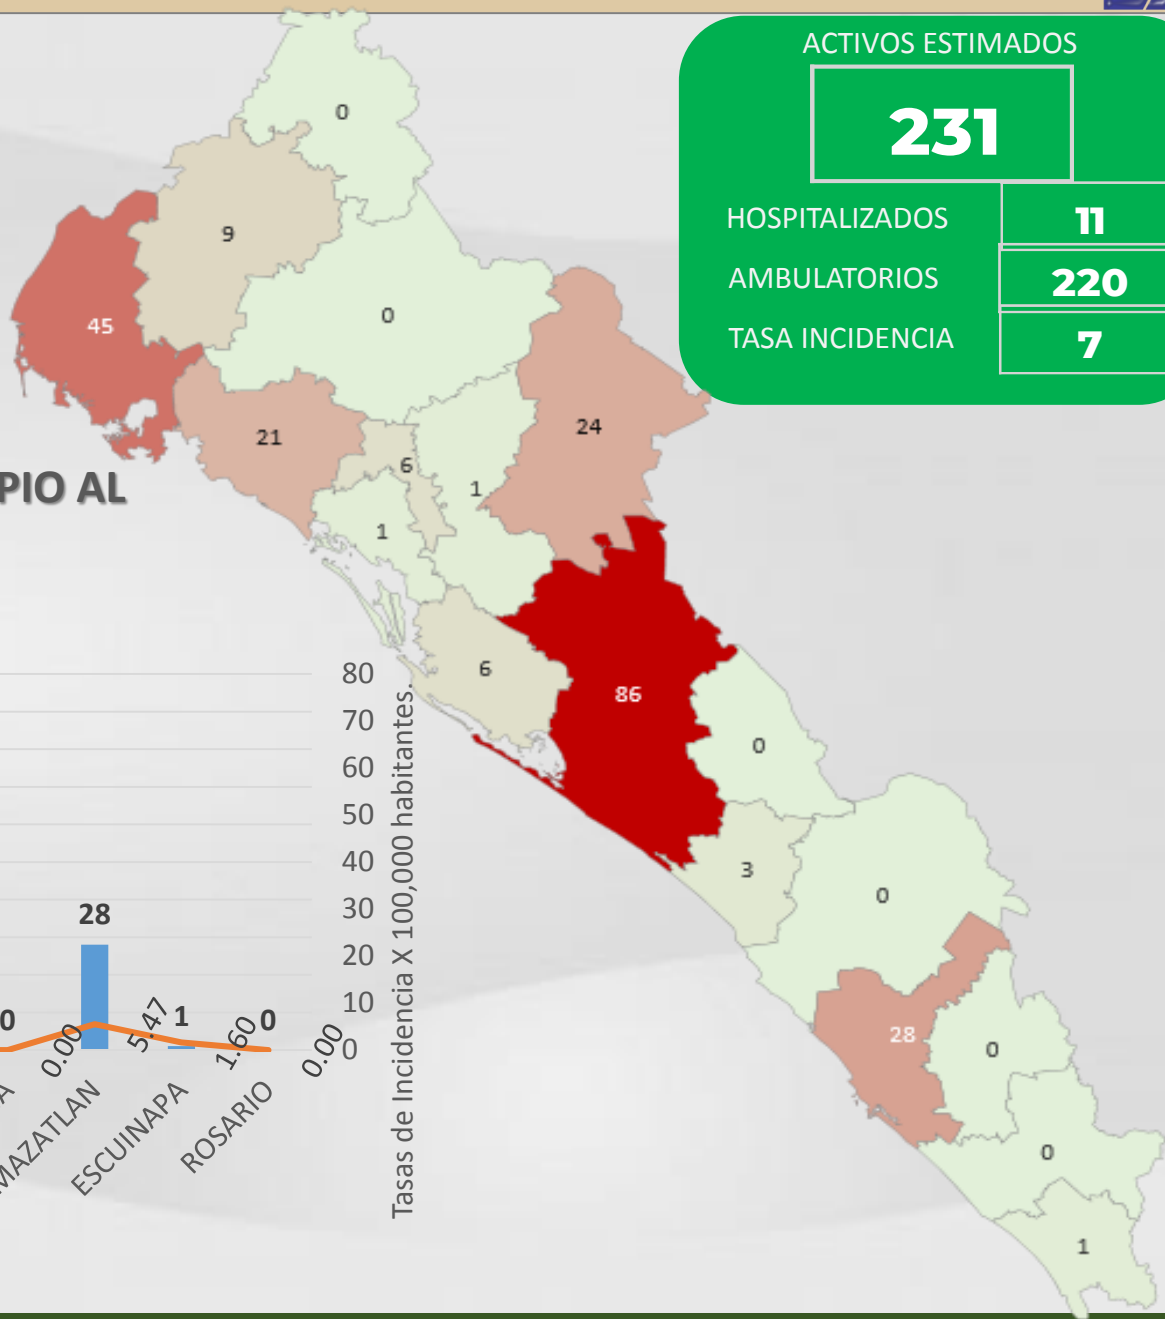 ACTIVOS ESTIMADOS
231
HOSPITALIZADOS 11
AMBULATORIOS 220
TASA INCIDENCIA 7
0
9
45
0
21
24
6
1
1
PIO AL
6
86
0
3
0
28
0
0
1
80
70
60
50
40
30
20
10
0
Tasas de Incidencia X 100,000 habitantes.
0 28 1 0
0.00 5.47 1.60 0.00
A
MAZATLAN
ESCUINAPA
ROSARIO